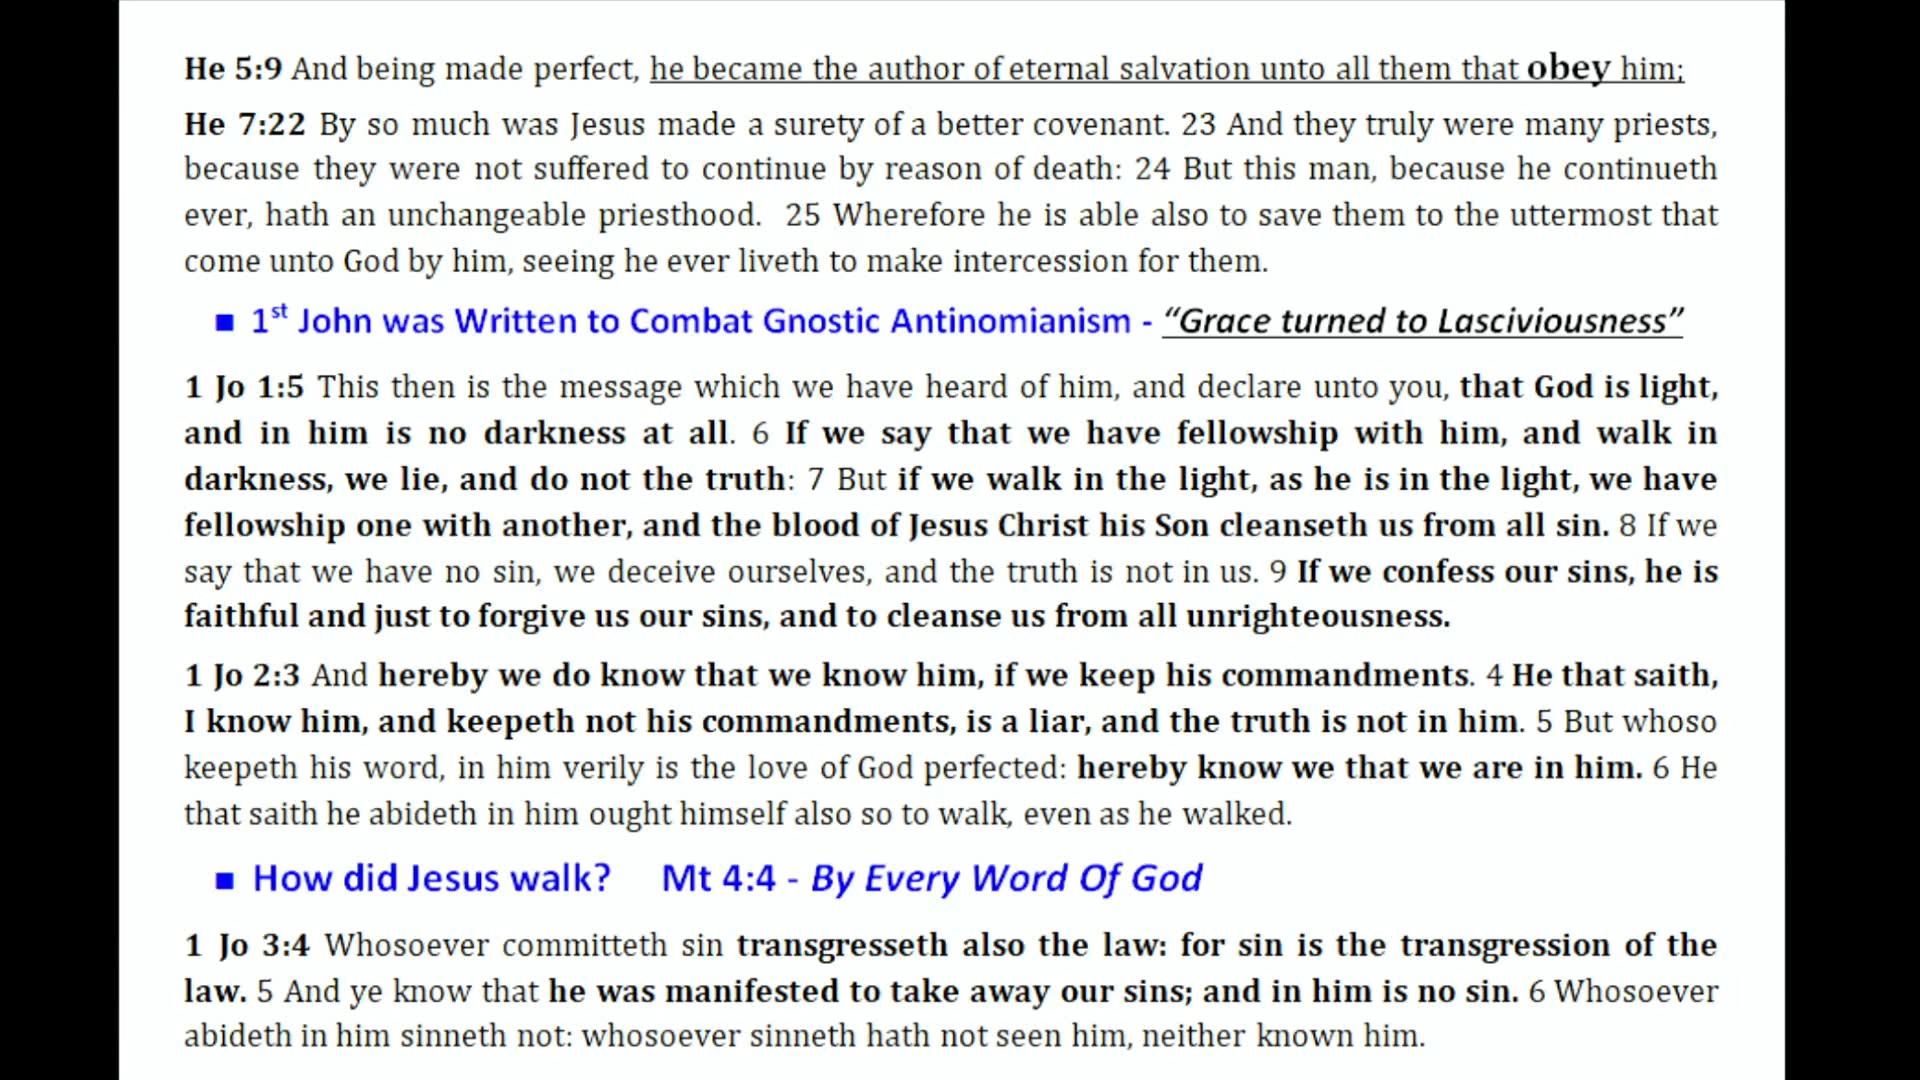 He 5:9 And being made perfect, he became the author of eternal salvation unto all them that obey him;
He 7:22 By so much was Jesus made a surety of a better covenant. 23 And they truly were many priests,
because they were not suffered to continue by reason of death: 24 But this man, because he continueth
ever, hath an unchangeable priesthood. 25 Wherefore he is able also to save them to the uttermost that
come unto God by him, seeing he ever liveth to make intercession for them.
■ 1st John was Written to Combat Gnostic Antinomianism - “Grace turned to Lasciviousness”
1 Jo 1:5 This then is the message which we have heard of him, and declare unto you, that God is light,
and in him is no darkness at all. 6 If we say that we have fellowship with him, and walk in
darkness, we lie, and do not the truth: 7 But if we walk in the light, as he is in the light, we have
fellowship one with another, and the blood of Jesus Christ his Son cleanseth us from all sin. 8 If we
say that we have no sin, we deceive ourselves, and the truth is not in us. 9 If we confess our sins, he is
faithful and just to forgive us our sins, and to cleanse us from all unrighteousness.
1 Jo 2:3 And hereby we do know that we know him, if we keep his commandments. 4 He that saith,
I know him, and keepeth not his commandments, is a liar, and the truth is not in him. 5 But whoso
keepeth his word, in him verily is the love of God perfected: hereby know we that we are in him. 6 He
that saith he abideth in him ought himself also so to walk, even as he walked.
■ How did Jesus walk? Mt 4:4 - By Every Word Of God
1 Jo 3:4 Whosoever committeth sin transgresseth also the law: for sin is the transgression of the
law. 5 And ye know that he was manifested to take away our sins; and in him is no sin. 6 Whosoever
abideth in him sinneth not: whosoever sinneth hath not seen him, neither known him.